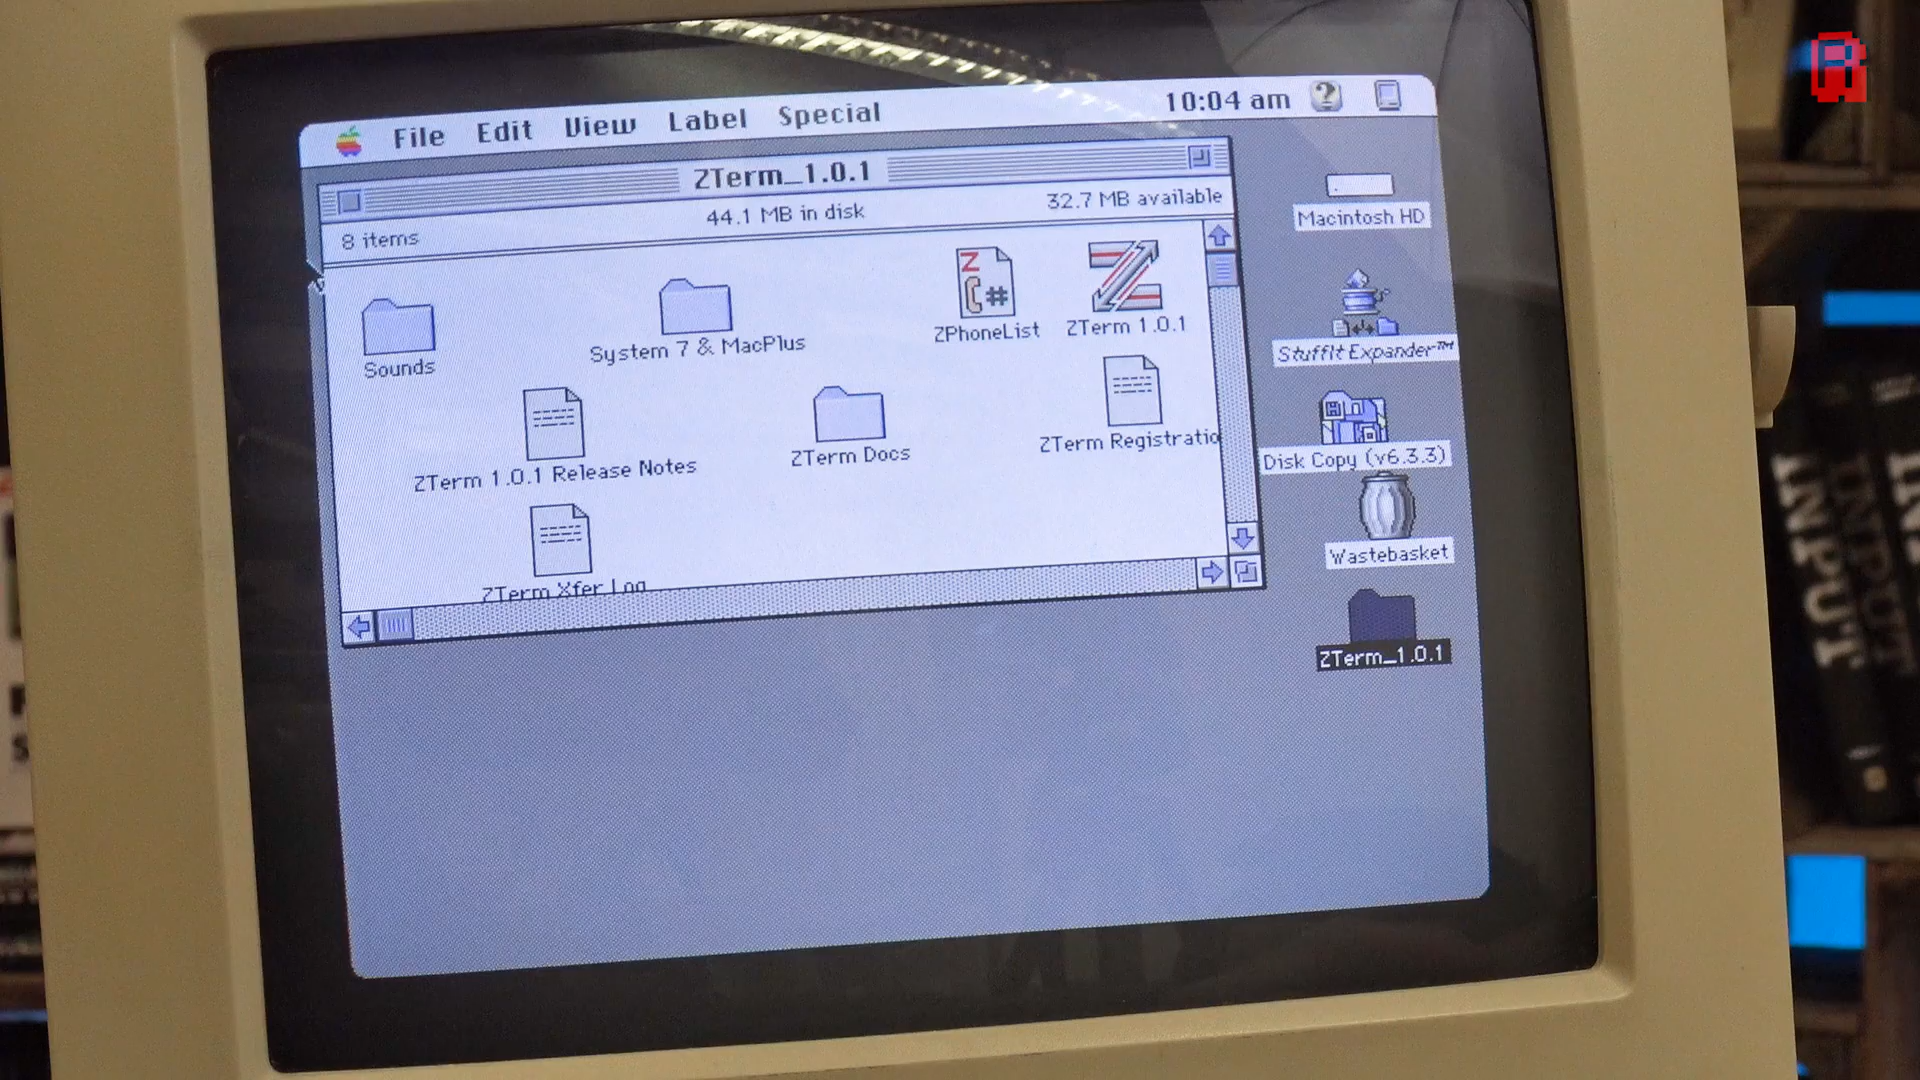 File Edit View Label Special 10:04 am
ZTerm_1.0.1
8 items 44.1 MB in disk 32.7 MB available
Sounds
System 7 & MacPlus
ZPhoneList
ZTerm 1.0.1
ZTerm 1.0.1 Release Notes
ZTerm Docs
ZTerm Registratio
ZTerm Xfer Log
Macintosh HD
StuffIt Expander™
Disk Copy (v6.3.3)
Wastebasket
ZTerm_1.0.1
INPUT
INPUT